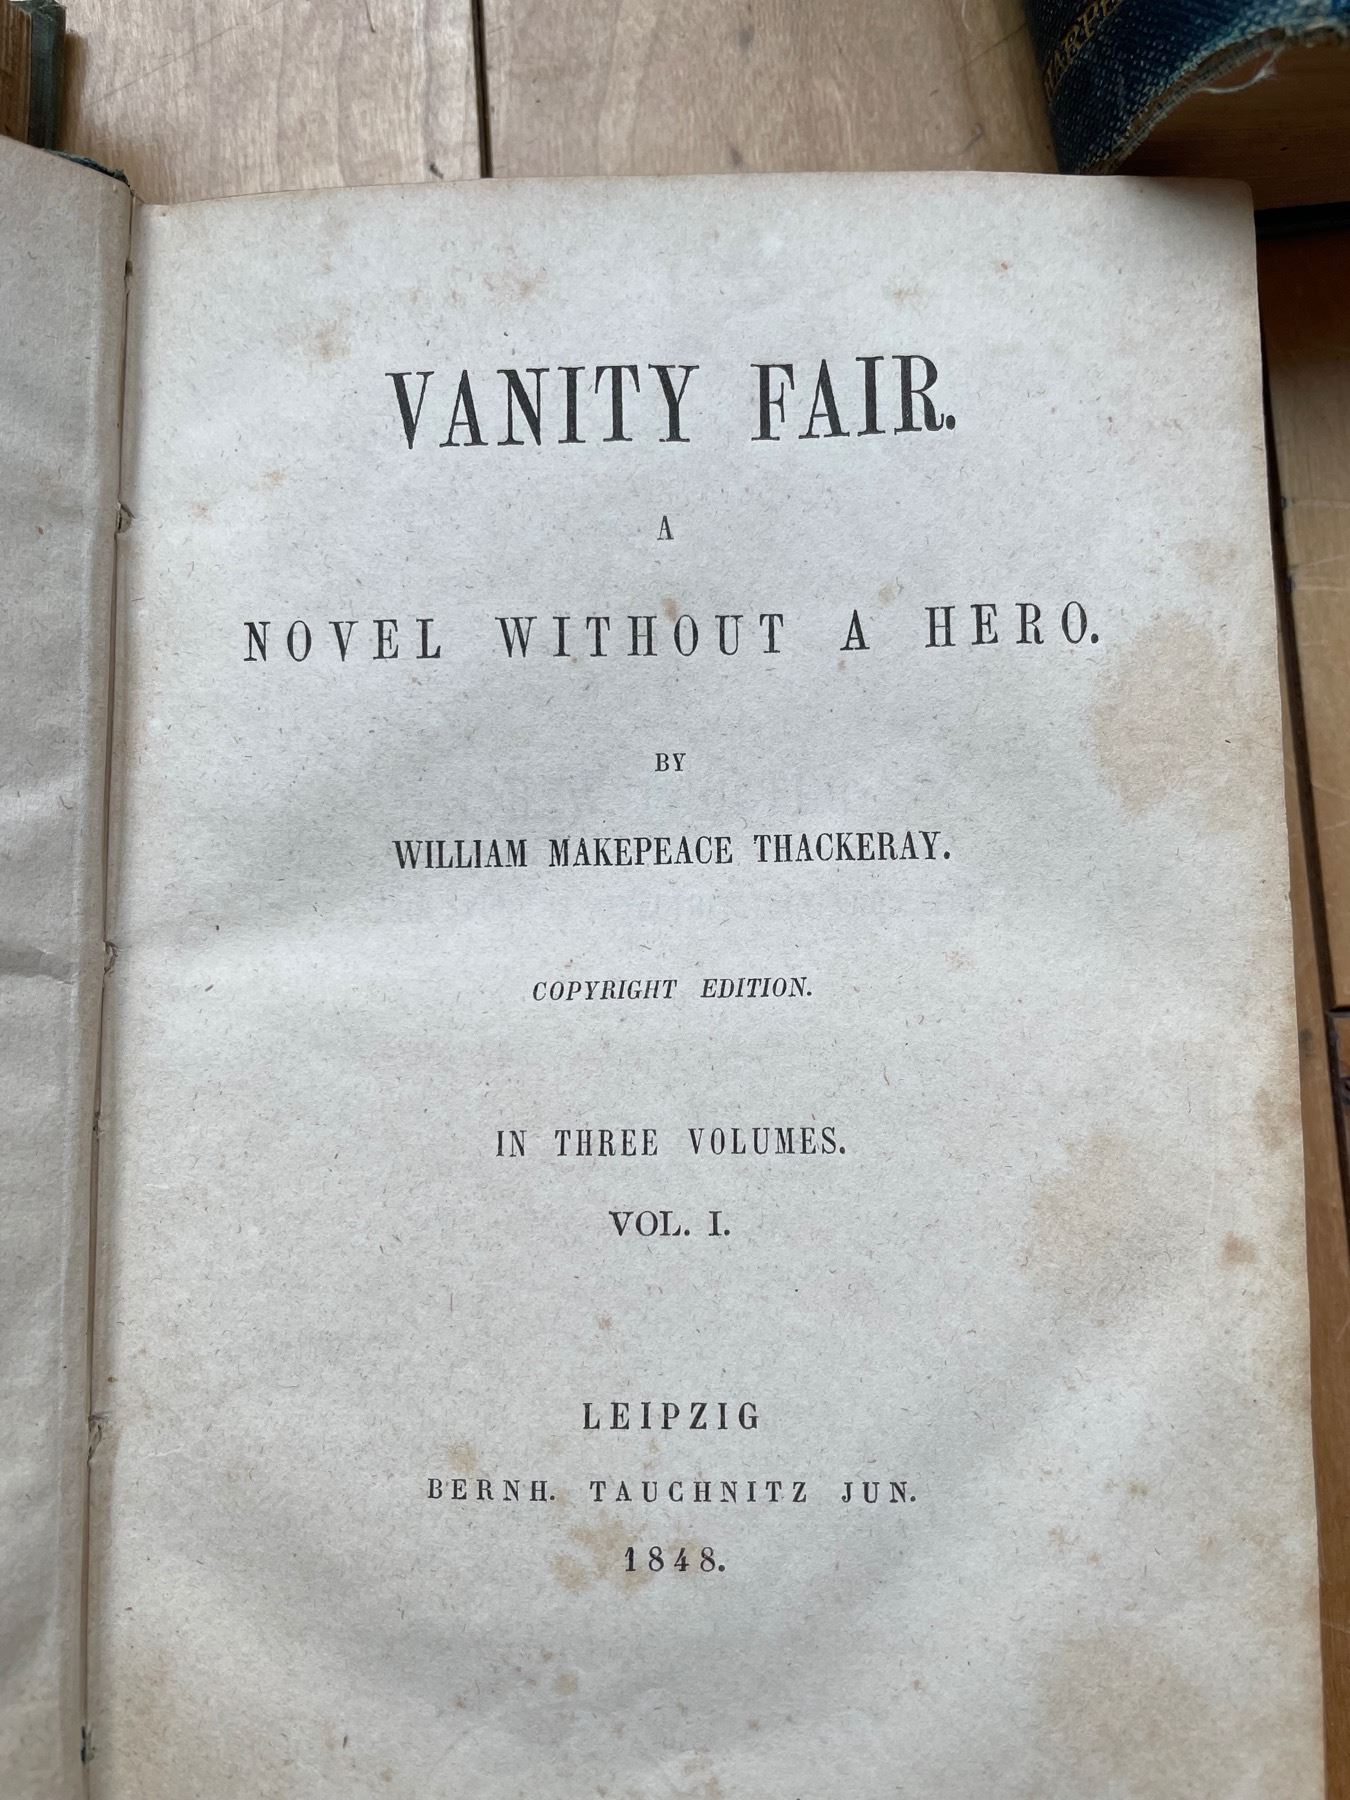 VANITY FAIR.
A
NOVEL WITHOUT A HERO.
BY
WILLIAM MAKEPEACE THACKERAY.
COPYRIGHT EDITION.
IN THREE VOLUMES.
VOL. I.
LEIPZIG
BERNH. TAUCHNITZ JUN.
1848.